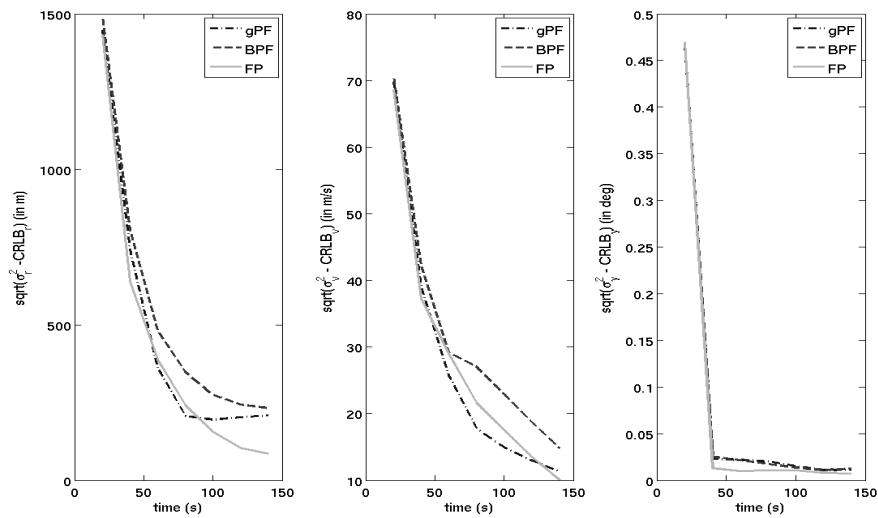 sqrt(σ²r -CRLBr) (in m)
1500
1000
500
0
0 50 100 150
time (s)
gPF
BPF
FP
sqrt(σ²v - CRLBv) (in m/s)
80
70
60
50
40
30
20
10
0 50 100 150
time (s)
gPF
BPF
FP
sqrt(σ²γ - CRLBγ) (in deg)
0.5
0.45
0.4
0.35
0.3
0.25
0.2
0.15
0.1
0.05
0
0 50 100 150
time (s)
gPF
BPF
FP